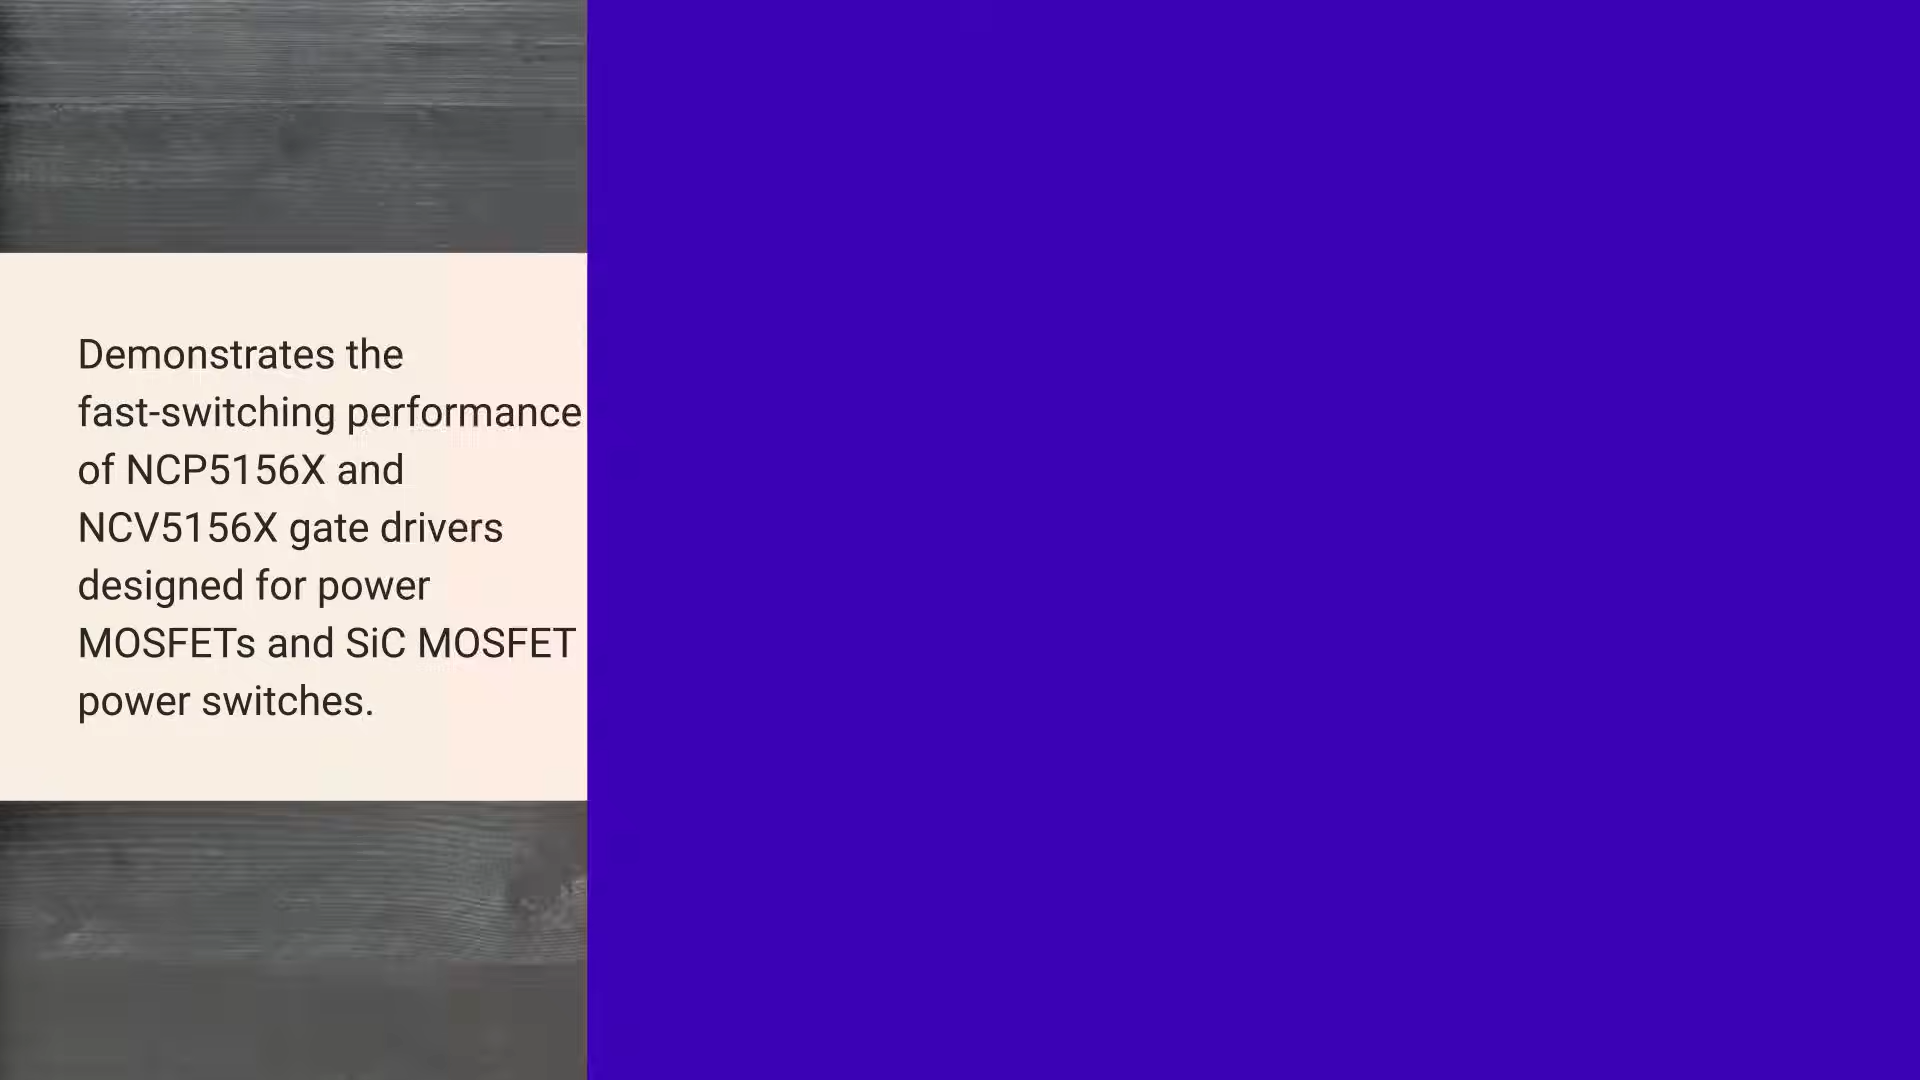 Demonstrates the
fast-switching performance
of NCP5156X and
NCV5156X gate drivers
designed for power
MOSFETs and SiC MOSFET
power switches.